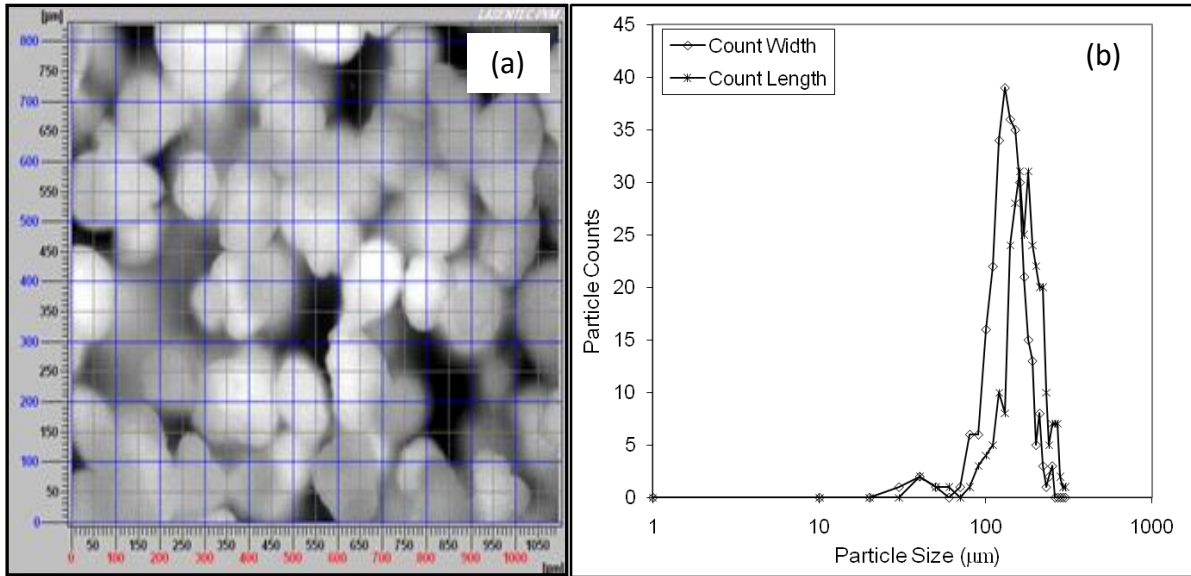 [µm]
LASENTEC PVM
(a)
800
750
700
650
600
550
500
450
400
350
300
250
200
150
100
50
0
50 150 250 350 450 550 650 750 850 950 1050
0 100 200 300 400 500 600 700 800 900 1000
[µm]
(b)
Count Width
Count Length
45
40
35
30
25
20
15
10
5
0
Particle Counts
1 10 100 1000
Particle Size (µm)